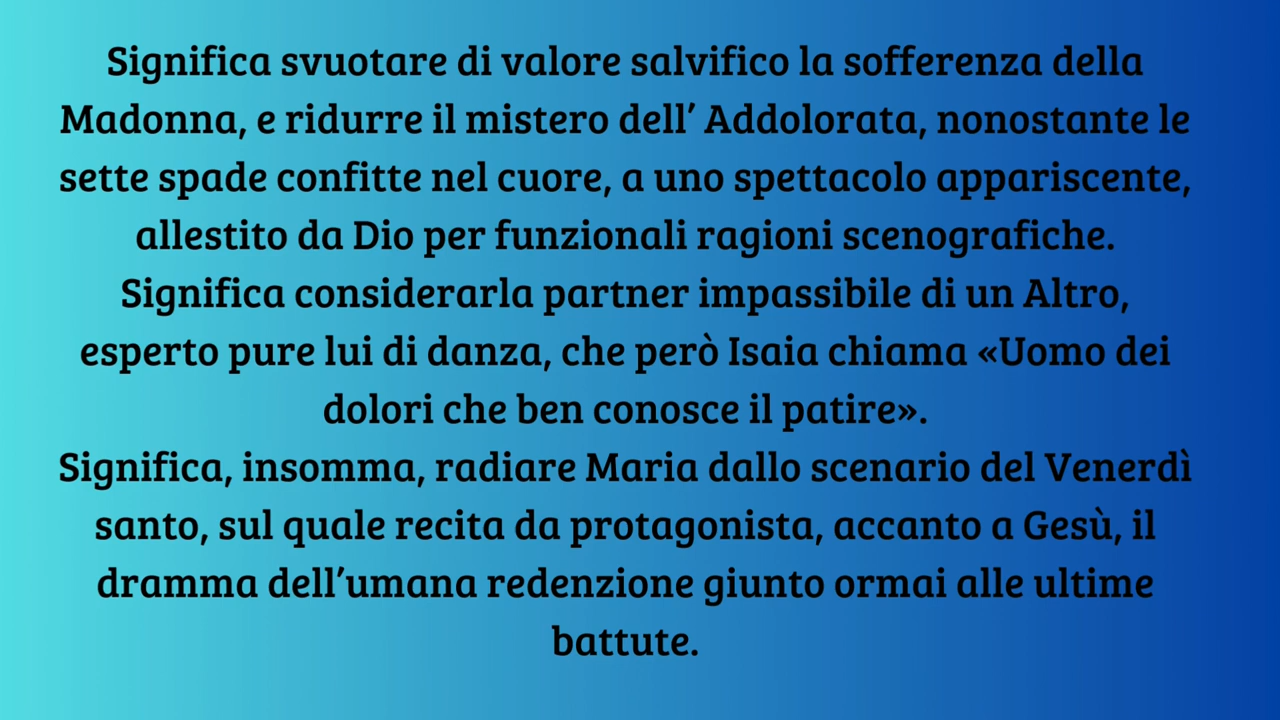 Significa svuotare di valore salvifico la sofferenza della
Madonna, e ridurre il mistero dell’ Addolorata, nonostante le
sette spade confitte nel cuore, a uno spettacolo appariscente,
allestito da Dio per funzionali ragioni scenografiche.
Significa considerarla partner impassibile di un Altro,
esperto pure lui di danza, che però Isaia chiama «Uomo dei
dolori che ben conosce il patire».
Significa, insomma, radiare Maria dallo scenario del Venerdì
santo, sul quale recita da protagonista, accanto a Gesù, il
dramma dell’umana redenzione giunto ormai alle ultime
battute.